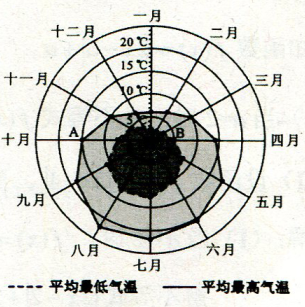 一月
十二月
二月
20℃
15℃
十一月
三月
10℃
5℃
十月
A
B
四月
九月
五月
八月
六月
七月
平均最低气温
平均最高气温